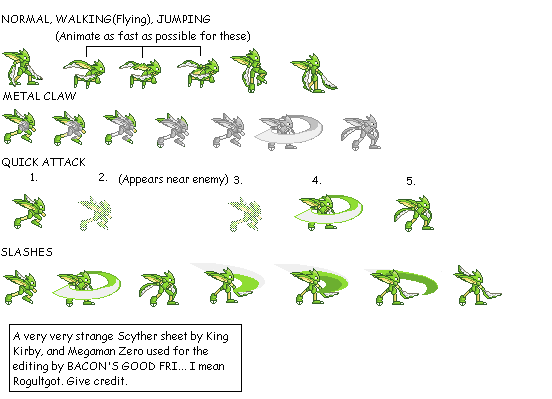 NORMAL, WALKING(Flying), JUMPING
(Animate as fast as possible for these)
METAL CLAW
QUICK ATTACK
1. 2. (Appears near enemy) 3. 4. 5.
SLASHES
A very very strange Scyther sheet by King
Kirby, and Megaman Zero used for the
editing by BACON'S GOOD FRI... I mean
Rogultgot. Give credit.